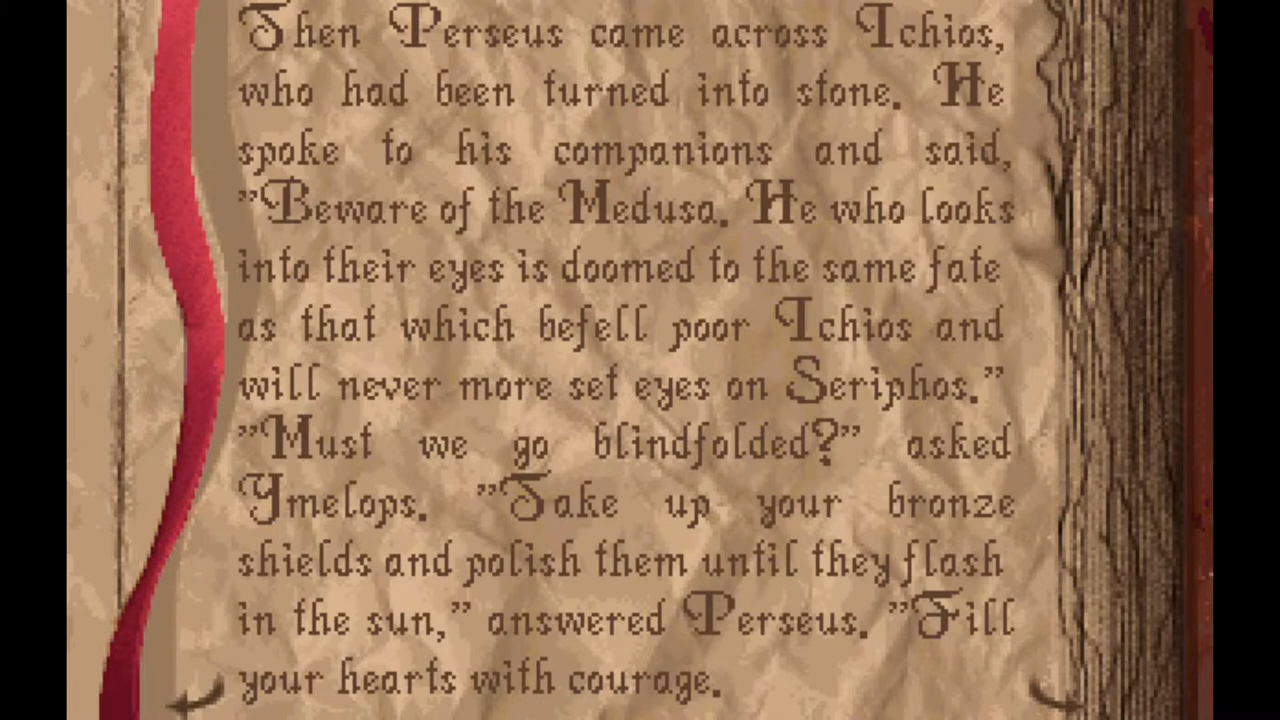 Then Perseus came across Ichios,
who had been turned into stone. He
spoke to his companions and said,
"Beware of the Medusa. He who looks
into their eyes is doomed to the same fate
as that which befell poor Ichios and
will never more set eyes on Seriphos."
"Must we go blindfolded?" asked
Ymelops. "Take up your bronze
shields and polish them until they flash
in the sun," answered Perseus. "Fill
your hearts with courage.